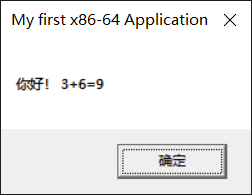 My first x86-64 Application
你好! 3+6=9
确定